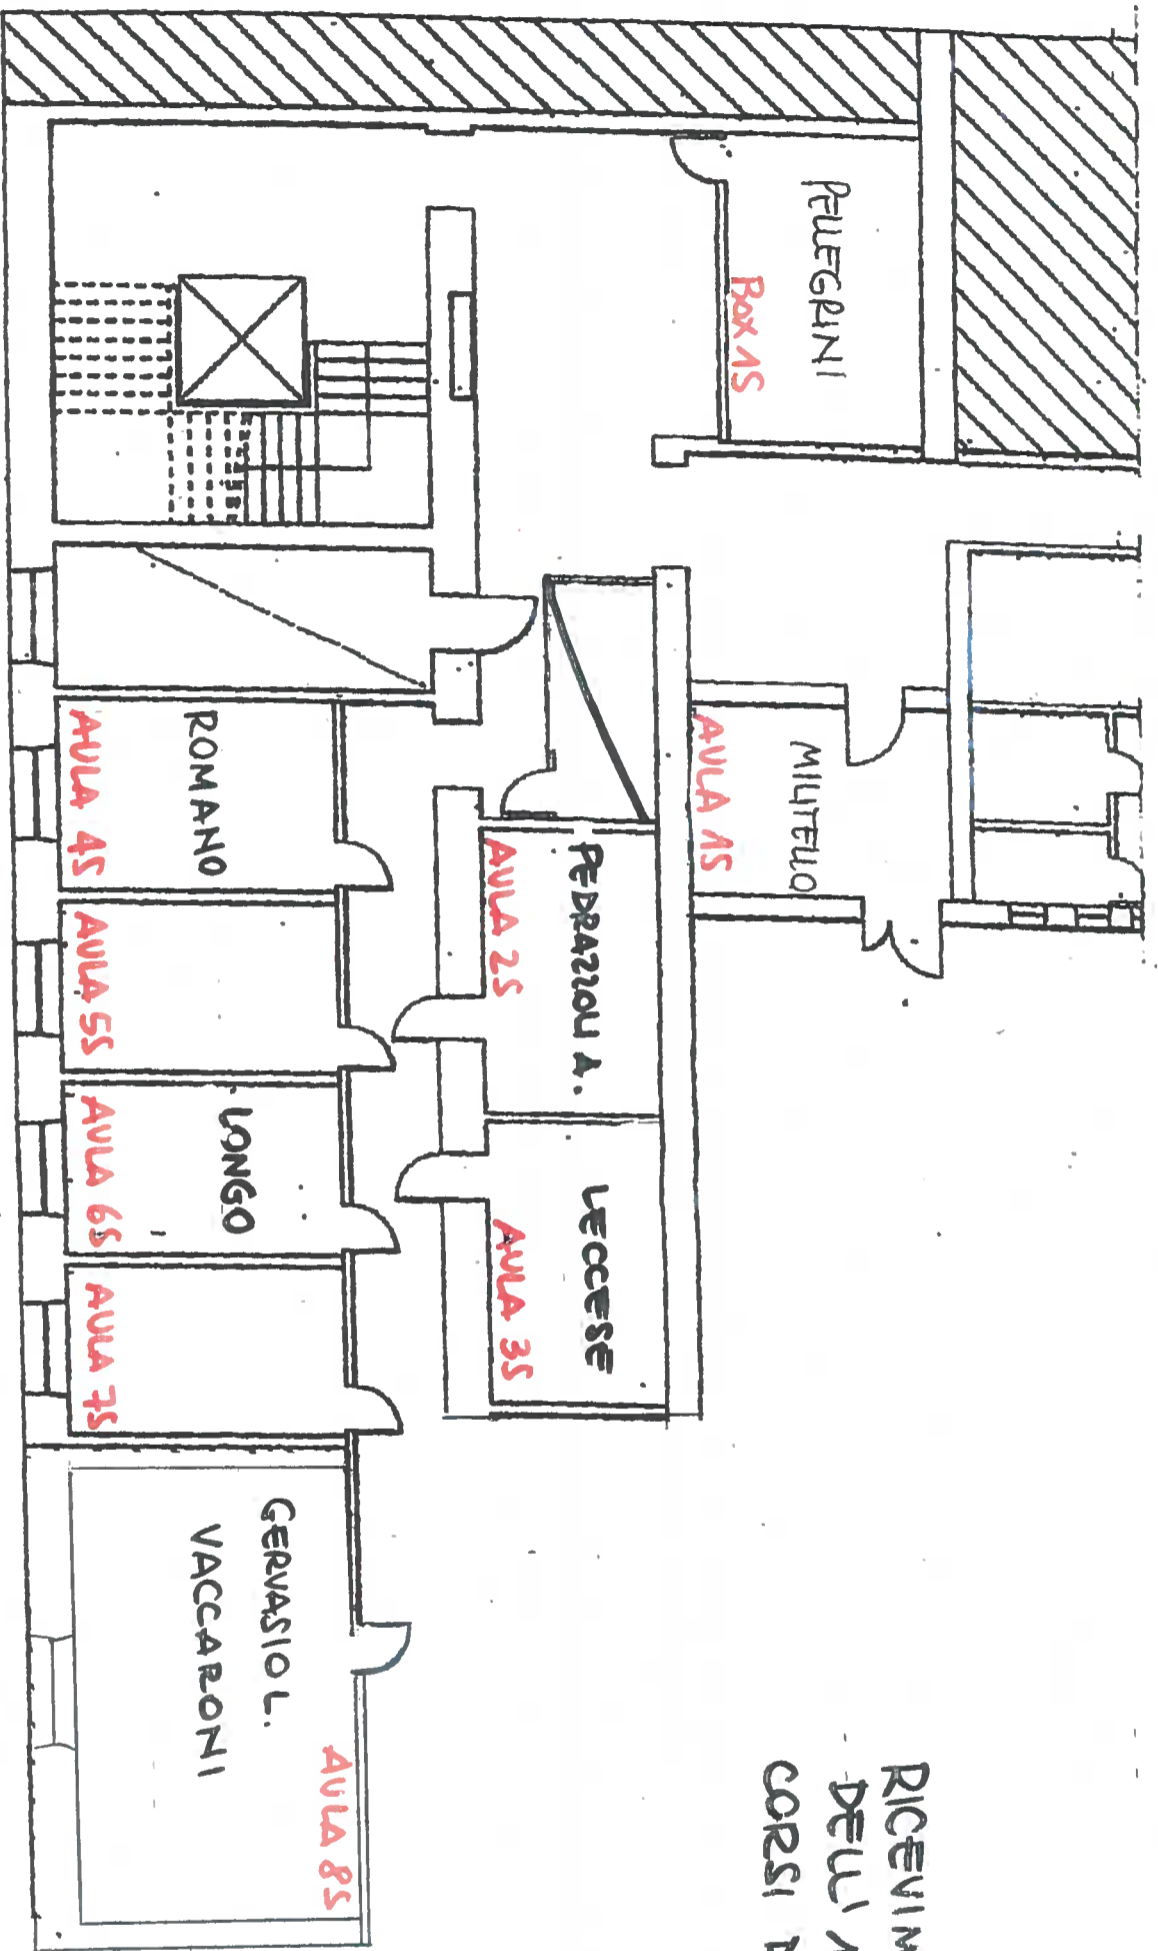 PELLEGRINI
Box 1S
MILITELLO
AULA 1S
PEDRAZZOLI A.
AULA 2S
LECCESE
AULA 3S
ROMANO
AULA 4S
AULA 5S
LONGO
AULA 6S
AULA 7S
GERVASIO L.
VACCARONI
AULA 8S
RICEVIM
DELLI
CORSI